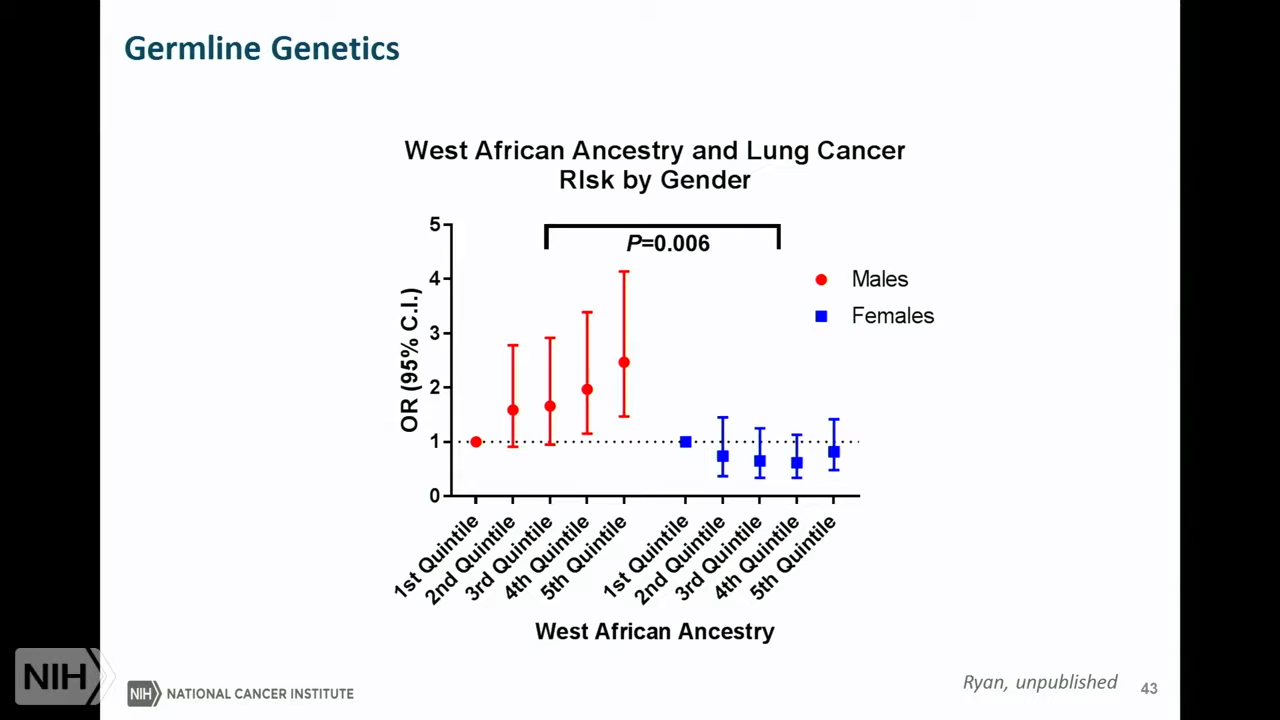 Germline Genetics
West African Ancestry and Lung Cancer
RIsk by Gender
P=0.006
Males
Females
OR (95% C.I.)
5
4
3
2
1
0
1st Quintile
2nd Quintile
3rd Quintile
4th Quintile
5th Quintile
1st Quintile
2nd Quintile
3rd Quintile
4th Quintile
5th Quintile
West African Ancestry
NIH
NIH NATIONAL CANCER INSTITUTE
Ryan, unpublished
43